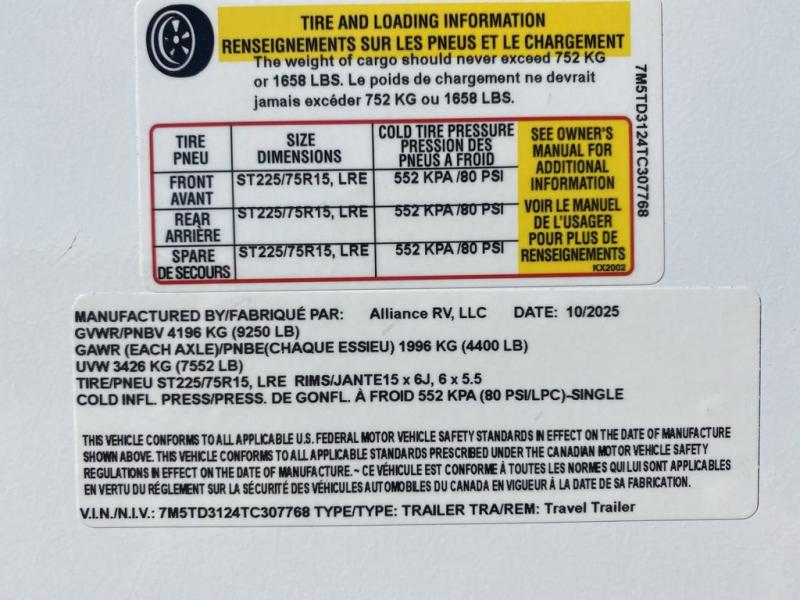 TIRE AND LOADING INFORMATION
RENSEIGNEMENTS SUR LES PNEUS ET LE CHARGEMENT
The weight of cargo should never exceed 752 KG
or 1658 LBS. Le poids de chargement ne devrait
jamais excéder 752 KG ou 1658 LBS.
TIRE PNEU SIZE DIMENSIONS COLD TIRE PRESSURE PRESSION DES PNEUS A FROID
FRONT AVANT ST225/75R15, LRE 552 KPA /80 PSI
REAR ARRIÈRE ST225/75R15, LRE 552 KPA /80 PSI
SPARE DE SECOURS ST225/75R15, LRE 552 KPA /80 PSI
SEE OWNER'S
MANUAL FOR
ADDITIONAL
INFORMATION
VOIR LE MANUEL
DE L'USAGER
POUR PLUS DE
RENSEIGNEMENTS
KX2002
7M5TD3124TC307768
MANUFACTURED BY/FABRIQUÉ PAR: Alliance RV, LLC DATE: 10/2025
GVWR/PNBV 4196 KG (9250 LB)
GAWR (EACH AXLE)/PNBE(CHAQUE ESSIEU) 1996 KG (4400 LB)
UVW 3426 KG (7552 LB)
TIRE/PNEU ST225/75R15, LRE RIMS/JANTE15 x 6J, 6 x 5.5
COLD INFL. PRESS/PRESS. DE GONFL. À FROID 552 KPA (80 PSI/LPC)-SINGLE
THIS VEHICLE CONFORMS TO ALL APPLICABLE U.S. FEDERAL MOTOR VEHICLE SAFETY STANDARDS IN EFFECT ON THE DATE OF MANUFACTURE
SHOWN ABOVE. THIS VEHICLE CONFORMS TO ALL APPLICABLE STANDARDS PRESCRIBED UNDER THE CANADIAN MOTOR VEHICLE SAFETY
REGULATIONS IN EFFECT ON THE DATE OF MANUFACTURE. ~ CE VÉHICULE EST CONFORME À TOUTES LES NORMES QUI LUI SONT APPLICABLES
EN VERTU DU RÉGLEMENT SUR LA SÉCURITÉ DES VÉHICULES AUTOMOBILES DU CANADA EN VIGUEUR À LA DATE DE SA FABRICATION.
V.I.N./N.I.V.: 7M5TD3124TC307768 TYPE/TYPE: TRAILER TRA/REM: Travel Trailer